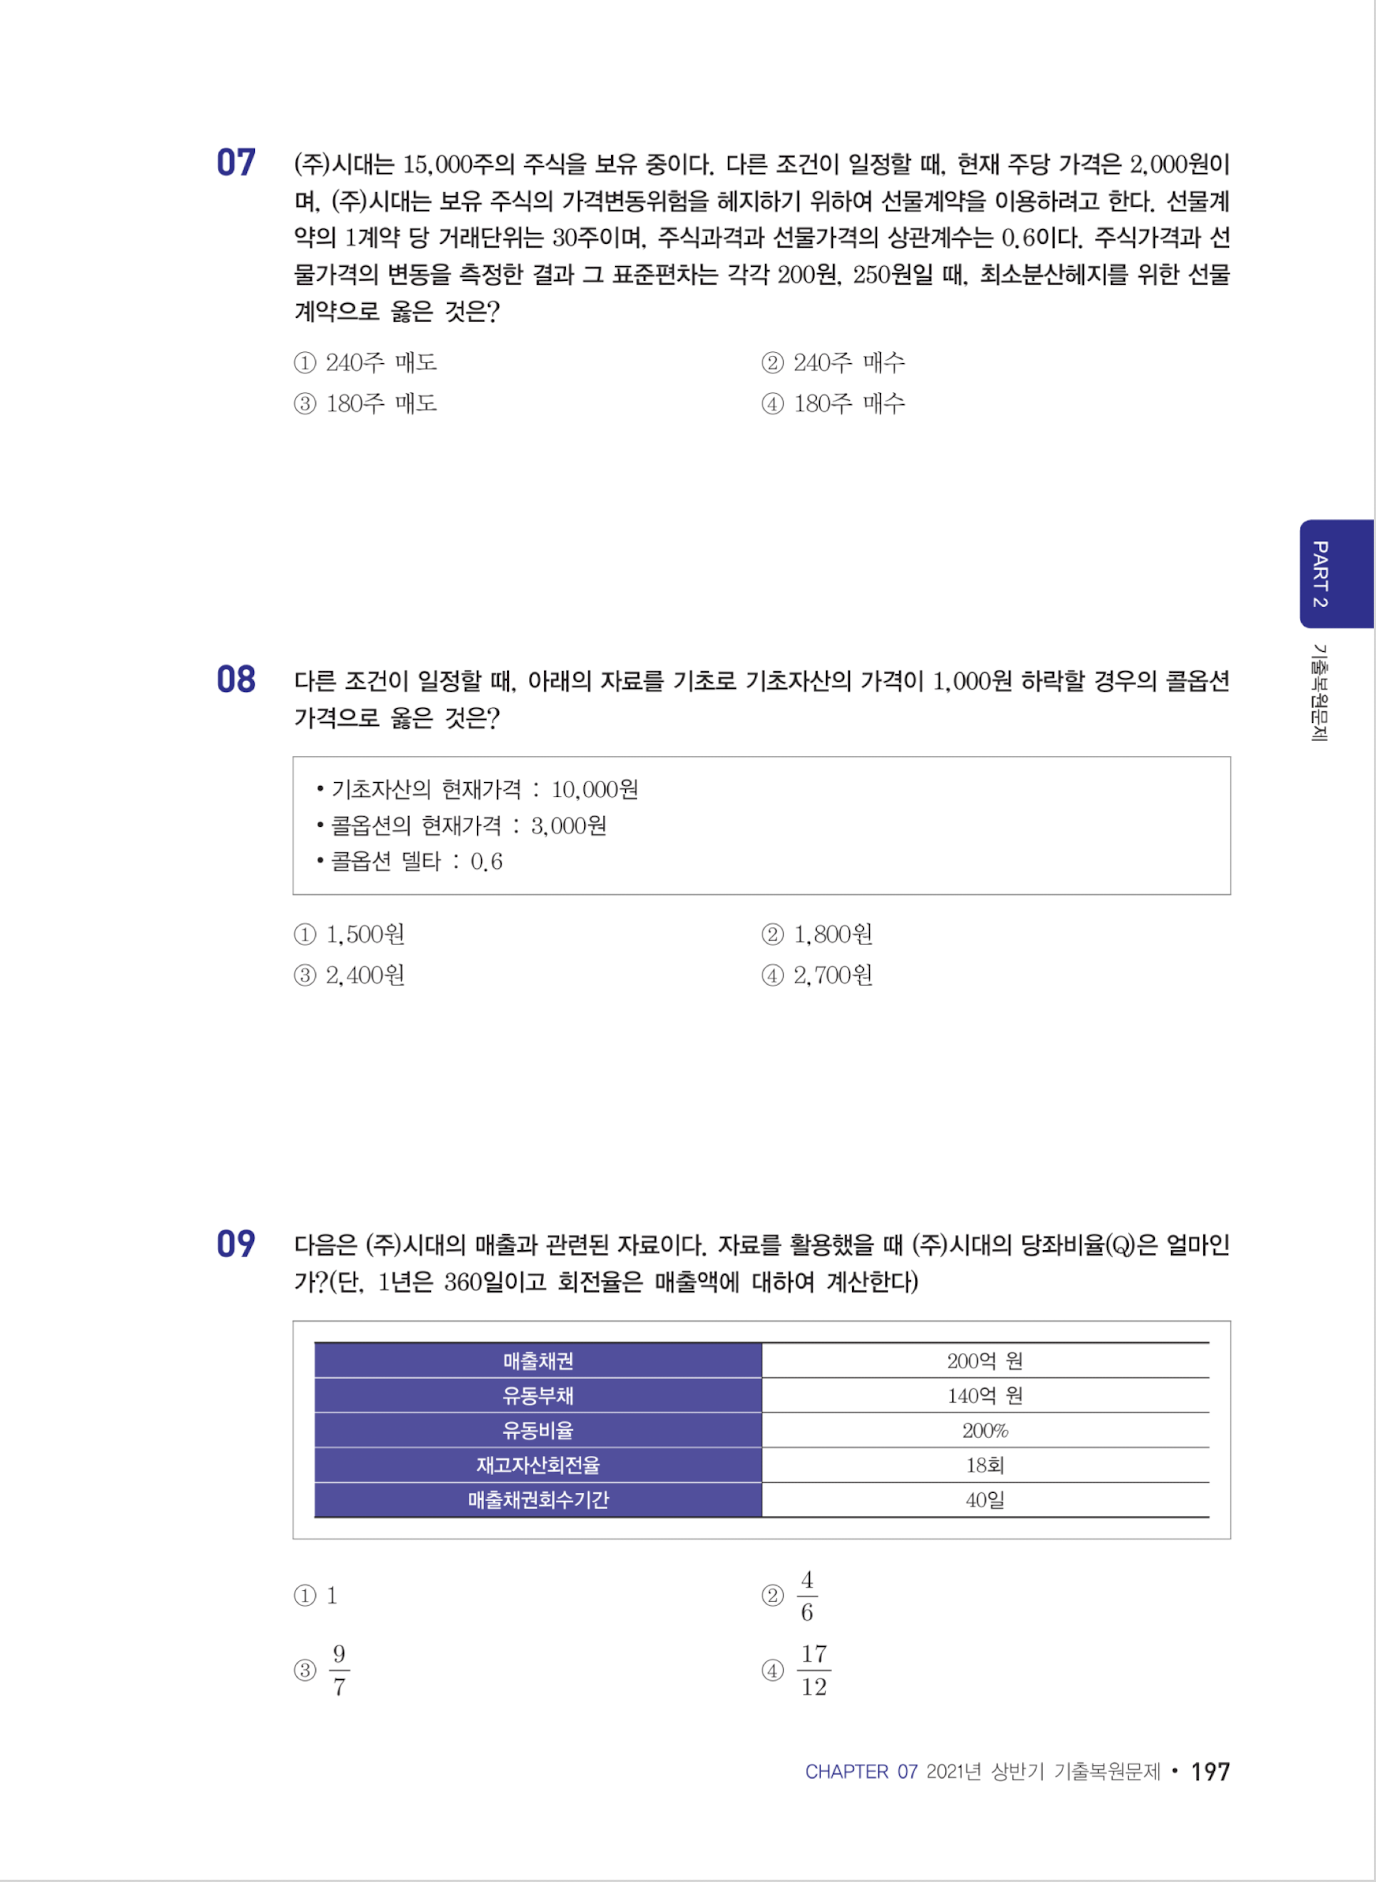 07 (주)시대는 15,000주의 주식을 보유 중이다. 다른 조건이 일정할 때, 현재 주당 가격은 2,000원이
며, (주)시대는 보유 주식의 가격변동위험을 헤지하기 위하여 선물계약을 이용하려고 한다. 선물계
약의 1계약 당 거래단위는 30주이며, 주식과격과 선물가격의 상관계수는 0.6이다. 주식가격과 선
물가격의 변동을 측정한 결과 그 표준편차는 각각 200원, 250원일 때, 최소분산헤지를 위한 선물
계약으로 옳은 것은?
① 240주 매도 ② 240주 매수
③ 180주 매도 ④ 180주 매수
PART 2
기출복원문제
08 다른 조건이 일정할 때, 아래의 자료를 기초로 기초자산의 가격이 1,000원 하락할 경우의 콜옵션
가격으로 옳은 것은?
• 기초자산의 현재가격 : 10,000원
• 콜옵션의 현재가격 : 3,000원
• 콜옵션 델타 : 0.6
① 1,500원 ② 1,800원
③ 2,400원 ④ 2,700원
09 다음은 (주)시대의 매출과 관련된 자료이다. 자료를 활용했을 때 (주)시대의 당좌비율(Q)은 얼마인
가?(단, 1년은 360일이고 회전율은 매출액에 대하여 계산한다)
매출채권 200억 원
유동부채 140억 원
유동비율 200%
재고자산회전율 18회
매출채권회수기간 40일
① 1 ② 4/6
③ 9/7 ④ 17/12
CHAPTER 07 2021년 상반기 기출복원문제 • 197